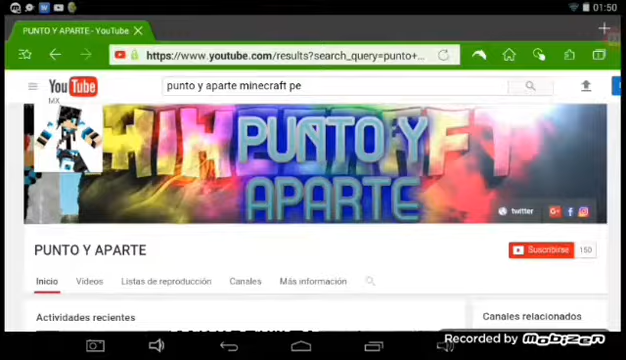 01:50
PUNTO Y APARTE - YouTube
https://www.youtube.com/results?search_query=punto+...
YouTube
MX
punto y aparte minecraft pe
PUNTO Y
APARTE
twitter
PUNTO Y APARTE
Suscribirse 150
Inicio Vídeos Listas de reproducción Canales Más información
Actividades recientes
Canales relacionados
Recorded by Mobizen